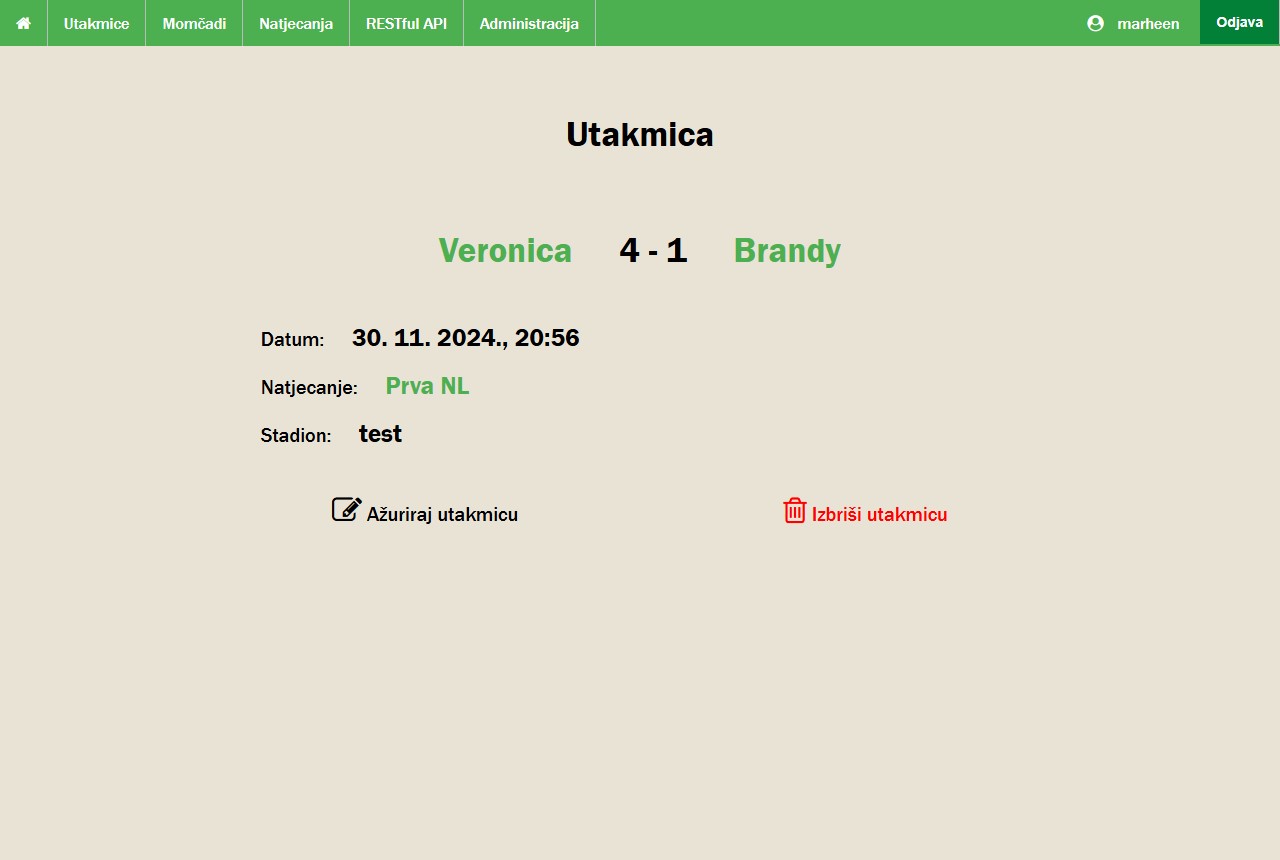 Utakmice Momčadi Natjecanja RESTful API Administracija marheen Odjava
Utakmica
Veronica 4 - 1 Brandy
Datum: 30. 11. 2024., 20:56
Natjecanje: Prva NL
Stadion: test
Ažuriraj utakmicu Izbriši utakmicu